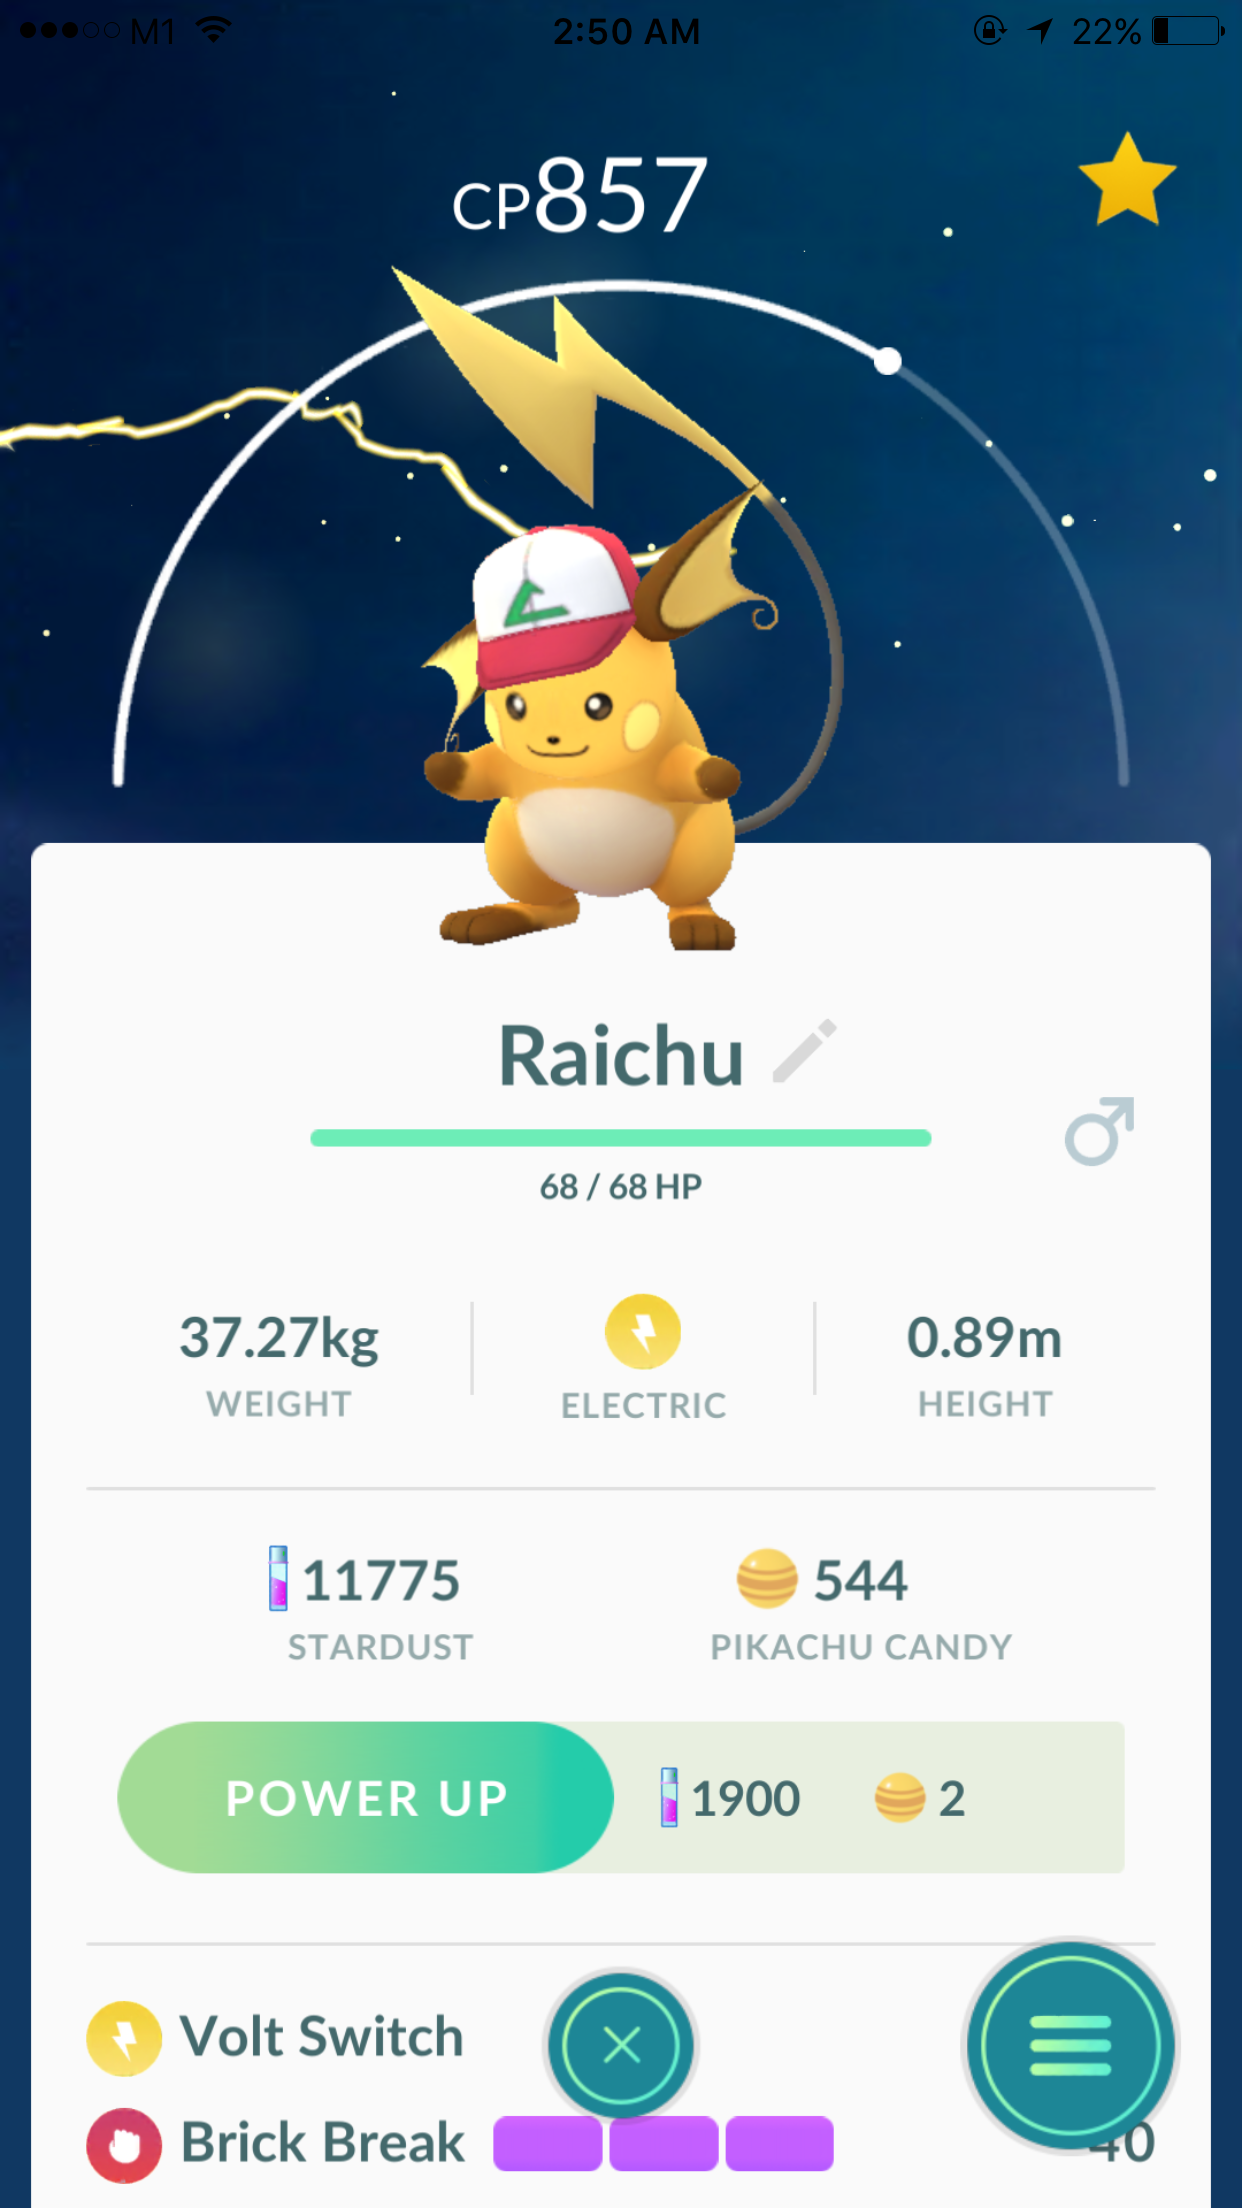 M1 2:50 AM 22%
CP857
Raichu
68 / 68 HP
37.27kg
WEIGHT
ELECTRIC
0.89m
HEIGHT
11775
STARDUST
544
PIKACHU CANDY
POWER UP 1900 2
Volt Switch
Brick Break 40